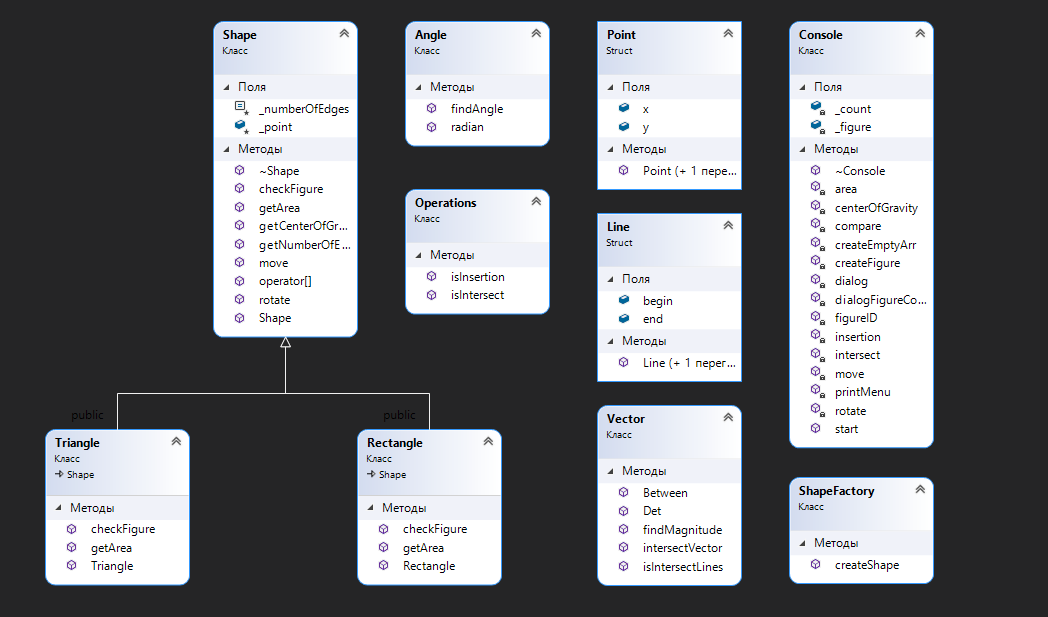 Shape
Класс
Поля
_numberOfEdges
_point
Методы
~Shape
checkFigure
getArea
getCenterOfGr...
getNumberOfE...
move
operator[]
rotate
Shape
Angle
Класс
Методы
findAngle
radian
Operations
Класс
Методы
isInsertion
isIntersect
Point
Struct
Поля
x
y
Методы
Point (+ 1 пере...
Line
Struct
Поля
begin
end
Методы
Line (+ 1 перег...
Vector
Класс
Методы
Between
Det
findMagnitude
intersectVector
isIntersectLines
Console
Класс
Поля
_count
_figure
Методы
~Console
area
centerOfGravity
compare
createEmptyArr
createFigure
dialog
dialogFigureCo...
figureID
insertion
intersect
move
printMenu
rotate
start
ShapeFactory
Класс
Методы
createShape
public
Triangle
Класс
Shape
Методы
checkFigure
getArea
Triangle
public
Rectangle
Класс
Shape
Методы
checkFigure
getArea
Rectangle